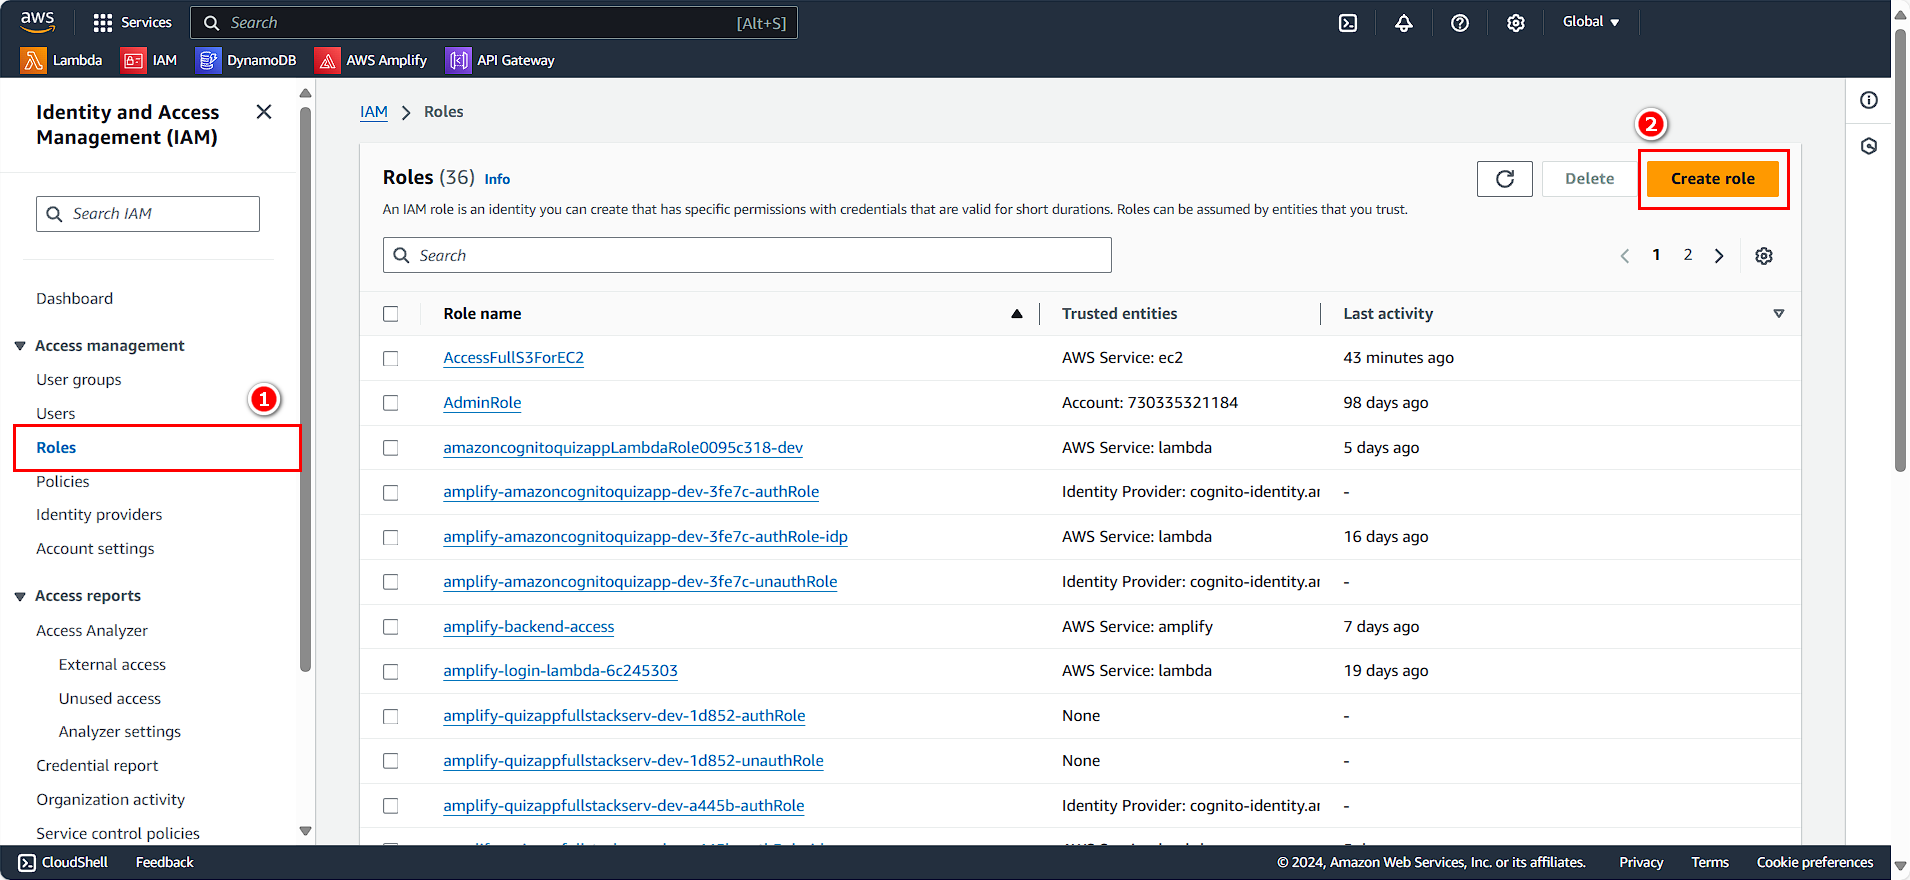 aws
Services
Search
[Alt+S]
Global
Lambda
IAM
DynamoDB
AWS Amplify
API Gateway
Identity and Access
Management (IAM)
Search IAM
Dashboard
Access management
User groups
Users
1
Roles
Policies
Identity providers
Account settings
Access reports
Access Analyzer
External access
Unused access
Analyzer settings
Credential report
Organization activity
Service control policies
IAM > Roles
2
Roles (36) Info
Delete
Create role
An IAM role is an identity you can create that has specific permissions with credentials that are valid for short durations. Roles can be assumed by entities that you trust.
Search
1 2
Role name Trusted entities Last activity
AccessFullS3ForEC2 AWS Service: ec2 43 minutes ago
AdminRole Account: 730335321184 98 days ago
amazoncognitoquizappLambdaRole0095c318-dev AWS Service: lambda 5 days ago
amplify-amazoncognitoquizapp-dev-3fe7c-authRole Identity Provider: cognito-identity.ar -
amplify-amazoncognitoquizapp-dev-3fe7c-authRole-idp AWS Service: lambda 16 days ago
amplify-amazoncognitoquizapp-dev-3fe7c-unauthRole Identity Provider: cognito-identity.ar -
amplify-backend-access AWS Service: amplify 7 days ago
amplify-login-lambda-6c245303 AWS Service: lambda 19 days ago
amplify-quizappfullstackserv-dev-1d852-authRole None -
amplify-quizappfullstackserv-dev-1d852-unauthRole None -
amplify-quizappfullstackserv-dev-a445b-authRole Identity Provider: cognito-identity.ar -
CloudShell
Feedback
© 2024, Amazon Web Services, Inc. or its affiliates.
Privacy
Terms
Cookie preferences